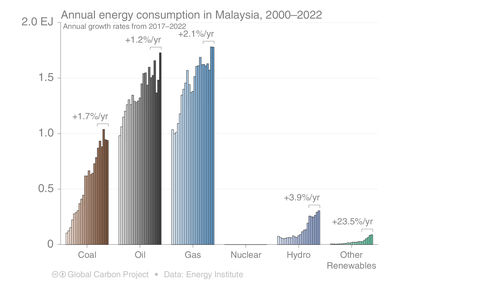 Annual energy consumption in Malaysia, 2000–2022
2.0 EJ
Annual growth rates from 2017–2022
+1.2%/yr
+2.1%/yr
1.5
+1.7%/yr
1.0
0.5
+3.9%/yr
+23.5%/yr
0
Coal Oil Gas Nuclear Hydro Other
Renewables
Global Carbon Project • Data: Energy Institute